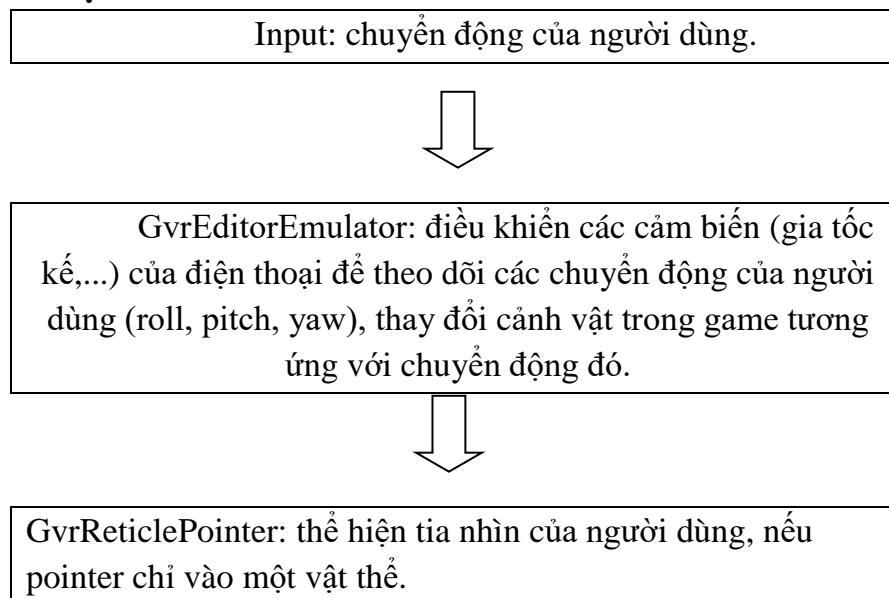 Input: chuyển động của người dùng.
GvrEditorEmulator: điều khiển các cảm biến (gia tốc
kế,...) của điện thoại để theo dõi các chuyển động của người
dùng (roll, pitch, yaw), thay đổi cảnh vật trong game tương
ứng với chuyển động đó.
GvrReticlePointer: thể hiện tia nhìn của người dùng, nếu
pointer chỉ vào một vật thể.